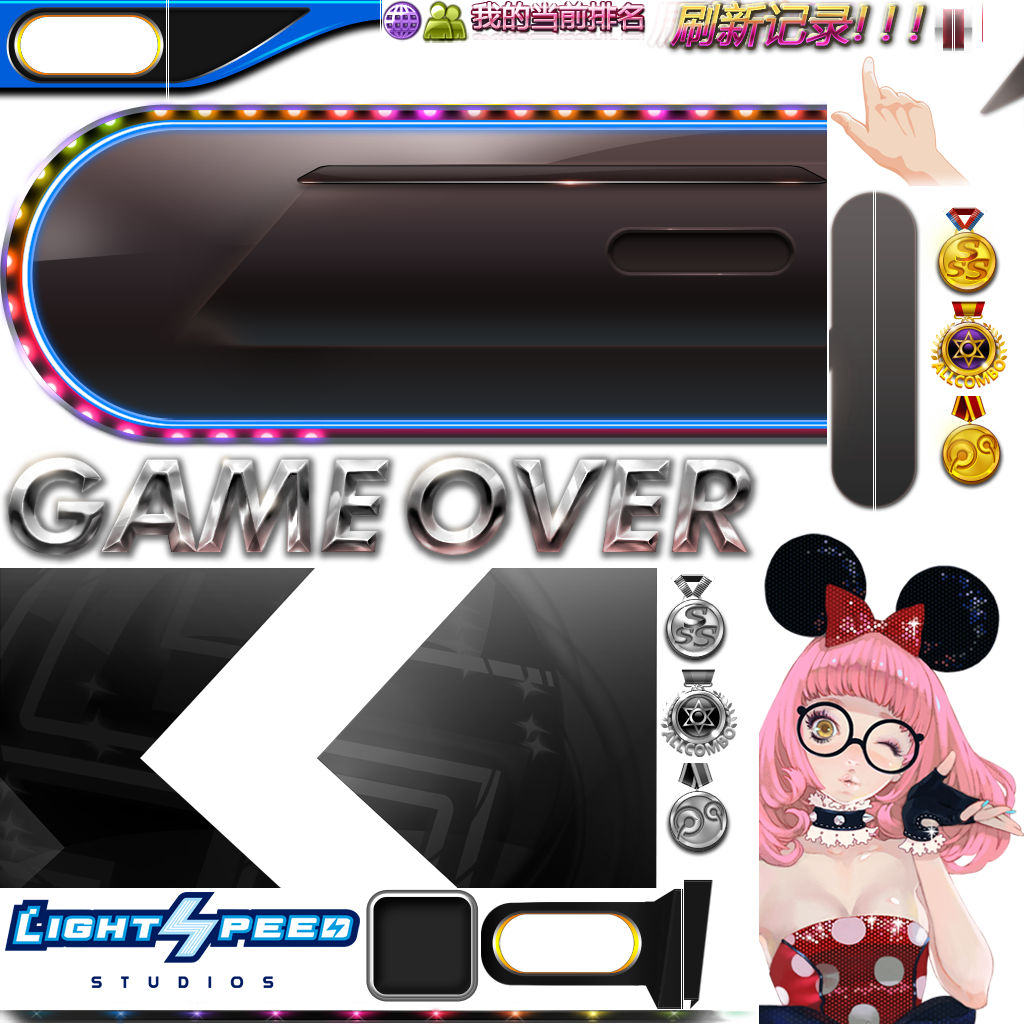 我的当前排名
刷新记录!!!
S
SS
ALLCOMBO
GAME OVER
S
SS
ALLCOMBO
LIGHTSPEED
STUDIOS